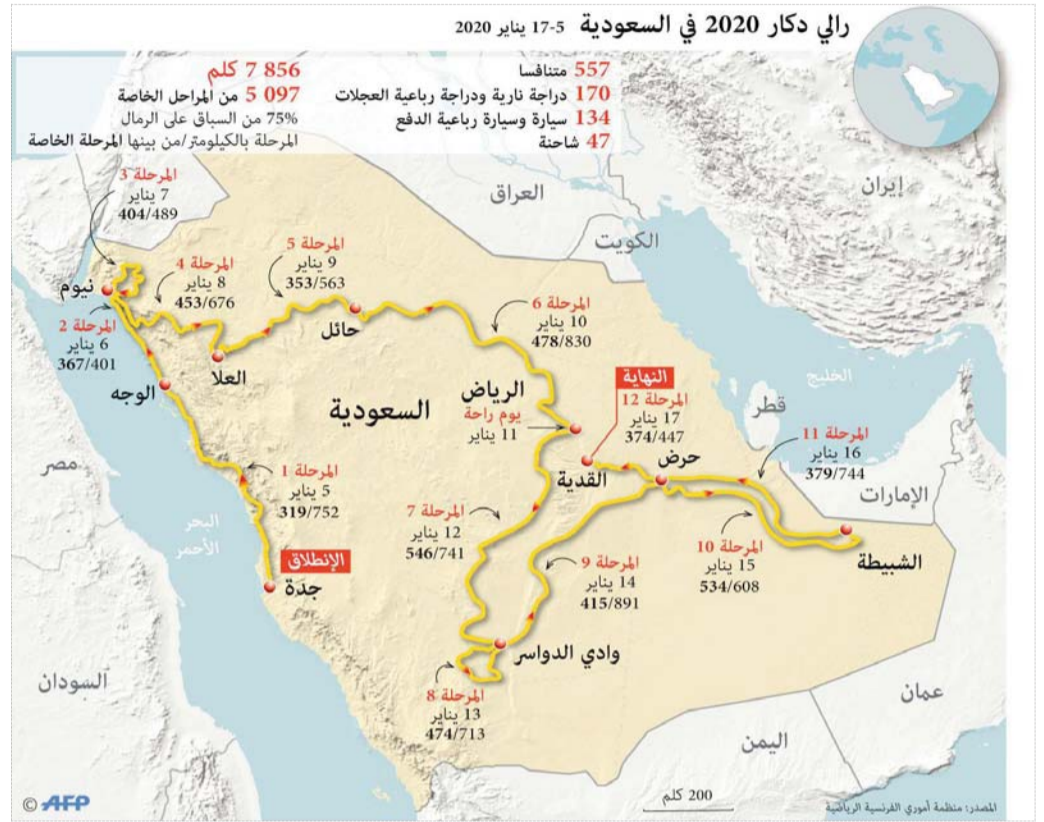 رالي دكار 2020 في السعودية 5-17 يناير 2020
557 متنافسا
170 دراجة نارية ودراجة رباعية العجلات
134 سيارة وسيارة رباعية الدفع
47 شاحنة
7 856 كلم
5 097 من المراحل الخاصة
75% من السباق على الرمال
المرحلة بالكيلومتر/من بينها المرحلة الخاصة
إيران
العراق
الكويت
المرحلة 3
7 يناير
404/489
المرحلة 5
9 يناير
353/563
المرحلة 4
8 يناير
453/676
نيوم
المرحلة 2
6 يناير
367/401
حائل
العلا
الوجه
المرحلة 6
10 يناير
478/830
الرياض
يوم راحة
11 يناير
السعودية
النهاية
المرحلة 12
17 يناير
374/447
الخليج
قطر
المرحلة 11
16 يناير
379/744
حرض
القدية
الإمارات
مصر
المرحلة 1
5 يناير
319/752
البحر
الأحمر
الإنطلاق
جدة
المرحلة 7
12 يناير
546/741
المرحلة 9
14 يناير
415/891
المرحلة 10
15 يناير
534/608
الشبيطة
وادي الدواسر
المرحلة 8
13 يناير
474/713
السودان
عمان
اليمن
200 كلم
المصدر: منظمة أموري الفرنسية الرياضية
© AFP